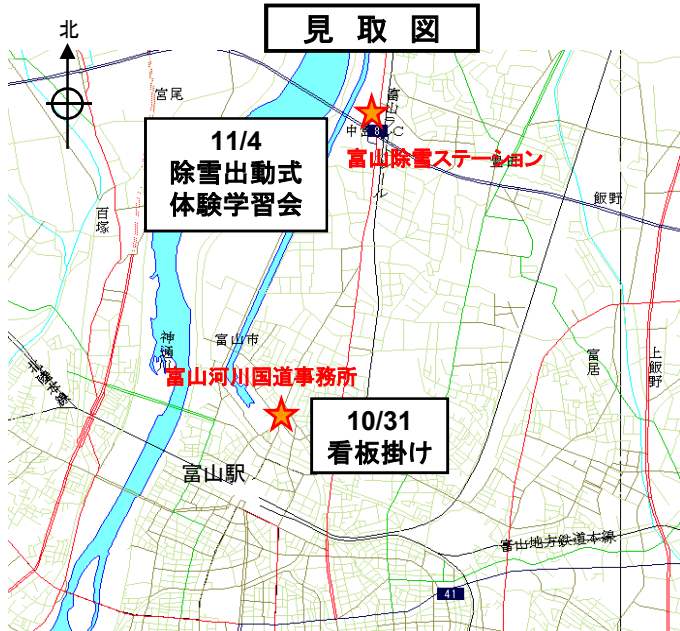 見取図
北
宮尾
11/4
除雪出動式
体験学習会
8
富山除雪ステーション
飯野
百塚
神通川
富山市
富居
上飯野
富山河川国道事務所
10/31
看板掛け
富山駅
富山地方鉄道本線
41